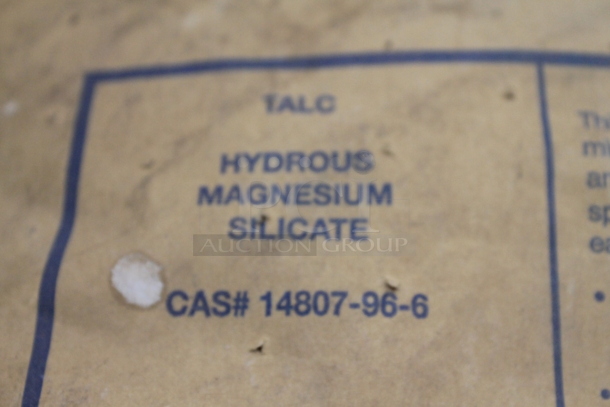 TALC
HYDROUS
MAGNESIUM
SILICATE
AUCTION GROUP
CAS# 14807-96-6